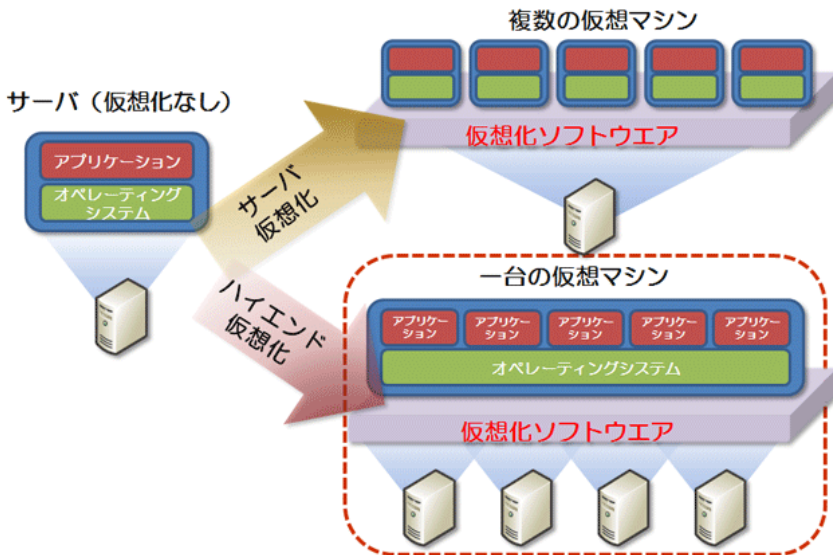 複数の仮想マシン
サーバ（仮想化なし）
仮想化ソフトウエア
アプリケーション
オペレーティング
システム
サーバ
仮想化
ハイエンド
仮想化
一台の仮想マシン
アプリケー
ション
アプリケー
ション
アプリケー
ション
アプリケー
ション
アプリケー
ション
オペレーティングシステム
仮想化ソフトウエア